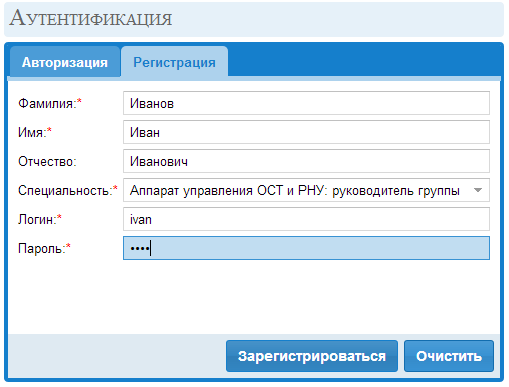 Аутентификация
Авторизация Регистрация
Фамилия:* Иванов
Имя:* Иван
Отчество: Иванович
Специальность:* Аппарат управления ОСТ и РНУ: руководитель группы
Логин:* ivan
Пароль:* ••••
Зарегистрироваться Очистить